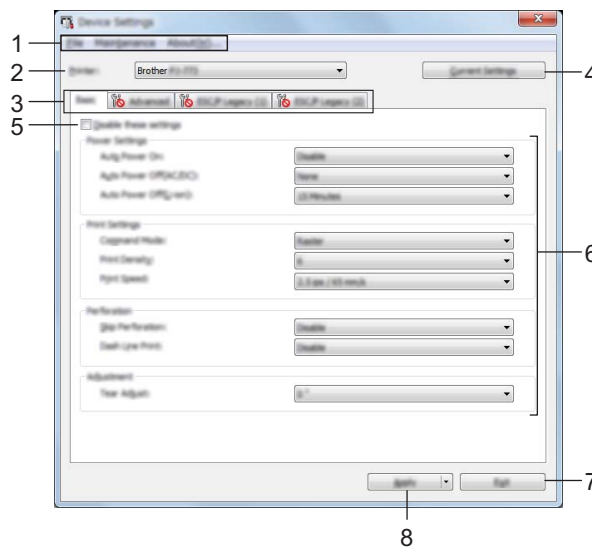 Device Settings
1
File Maintenance About(H)...
2
Printer: Brother PJ-773
Current Settings
4
3
Basic Advanced ESC/P Legacy (1) ESC/P Legacy (2)
5
Disable these settings
Power Settings
Auto Power On: Disable
Auto Power Off(AC/DC): None
Auto Power Off(Li-ion): 10 Minutes
Print Settings
Command Mode: Raster
6
Print Density: 6
Print Speed: 2.5 ips / 65 mm/s
Perforation
Skip Perforation: Disable
Dash Line Print: Disable
Adjustment
Tear Adjust: 0 "
Apply Exit
7
8